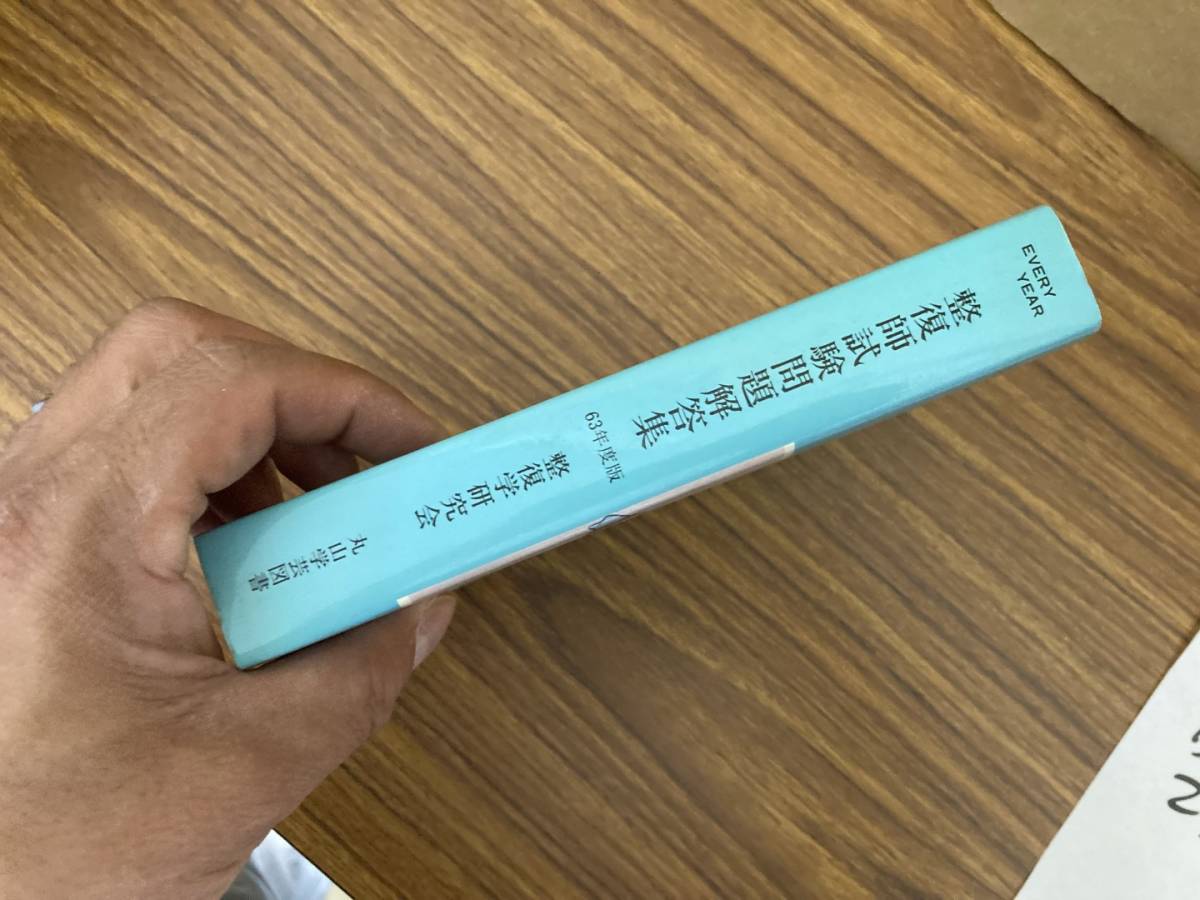 EVERY
YEAR
整復師試験問題解答集
63年度版
整復学研究会
丸山学芸図書